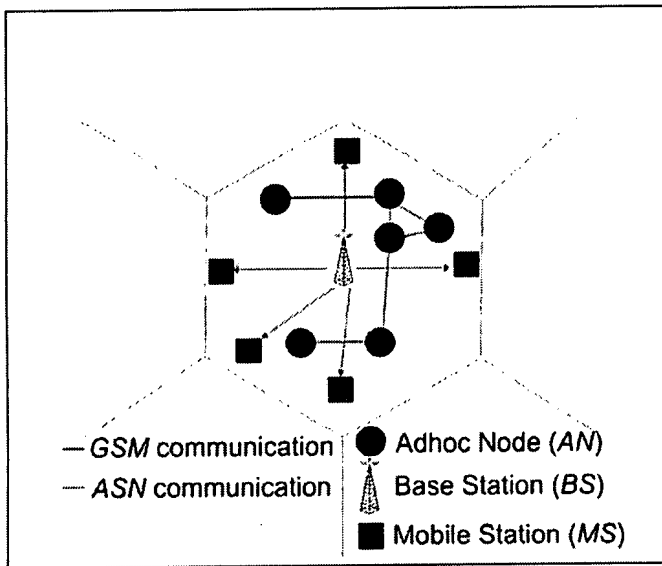 GSM communication
ASN communication
Adhoc Node (AN)
Base Station (BS)
Mobile Station (MS)